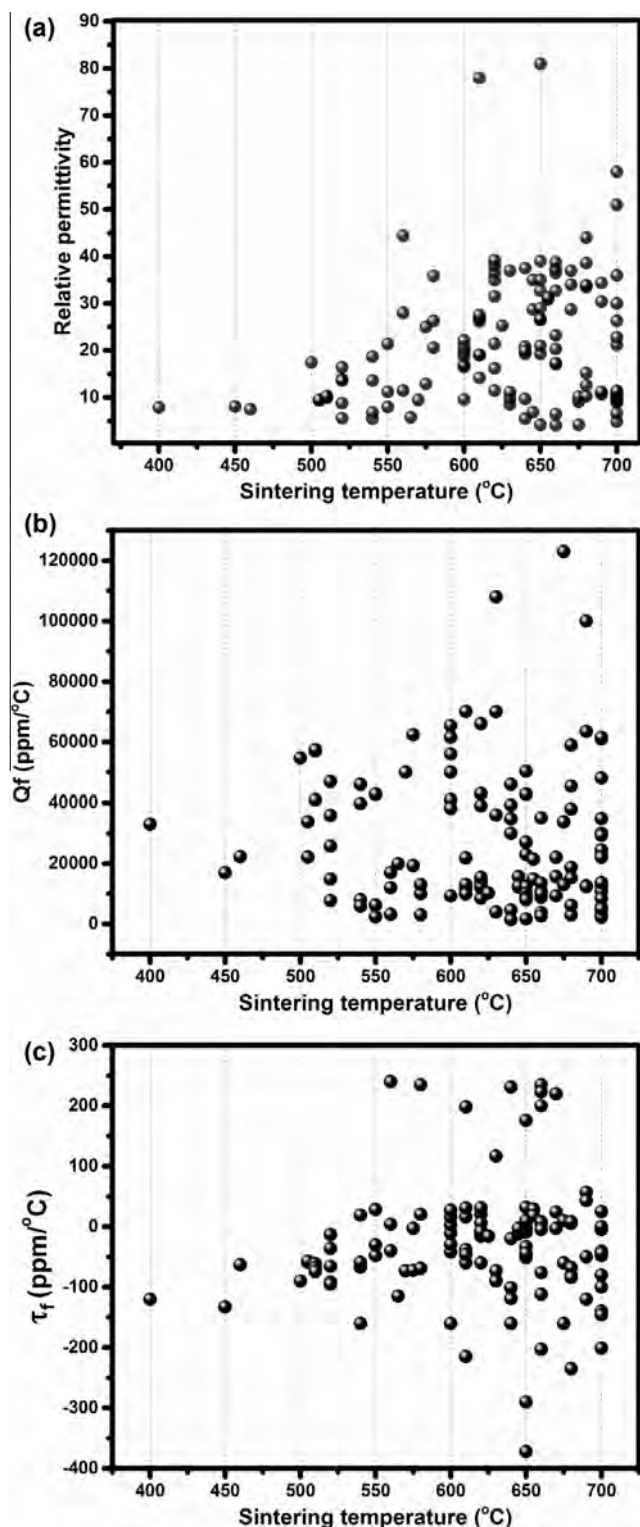 (a)
90
80
70
60
50
40
30
20
10
Relative permittivity
400 450 500 550 600 650 700
Sintering temperature (°C)
(b)
120000
100000
80000
60000
40000
20000
0
Qf (ppm/°C)
400 450 500 550 600 650 700
Sintering temperature (°C)
(c)
300
200
100
0
-100
-200
-300
-400
τf (ppm/°C)
400 450 500 550 600 650 700
Sintering temperature (°C)